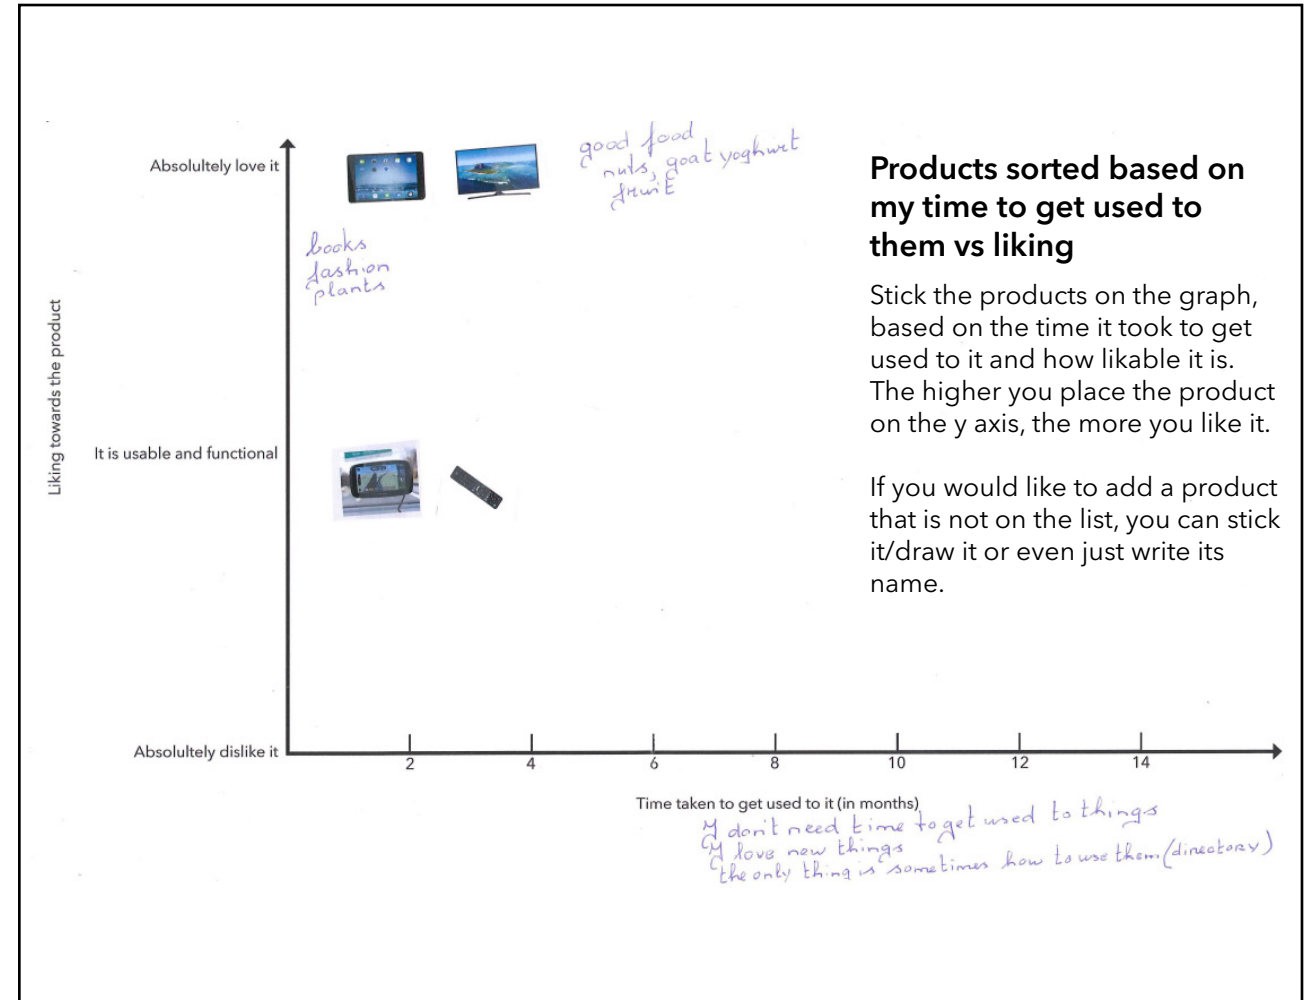 Absolultely love it
good food
nuts, goat yoghurt
fruit
books
fashion
plants
Liking towards the product
It is usable and functional
Absolultely dislike it
2
4
6
8
10
12
14
Time taken to get used to it (in months)
I don't need time to get used to things
I love new things
the only thing is sometimes how to use them (directory)
Products sorted based on
my time to get used to
them vs liking
Stick the products on the graph,
based on the time it took to get
used to it and how likable it is.
The higher you place the product
on the y axis, the more you like it.
If you would like to add a product
that is not on the list, you can stick
it/draw it or even just write its
name.